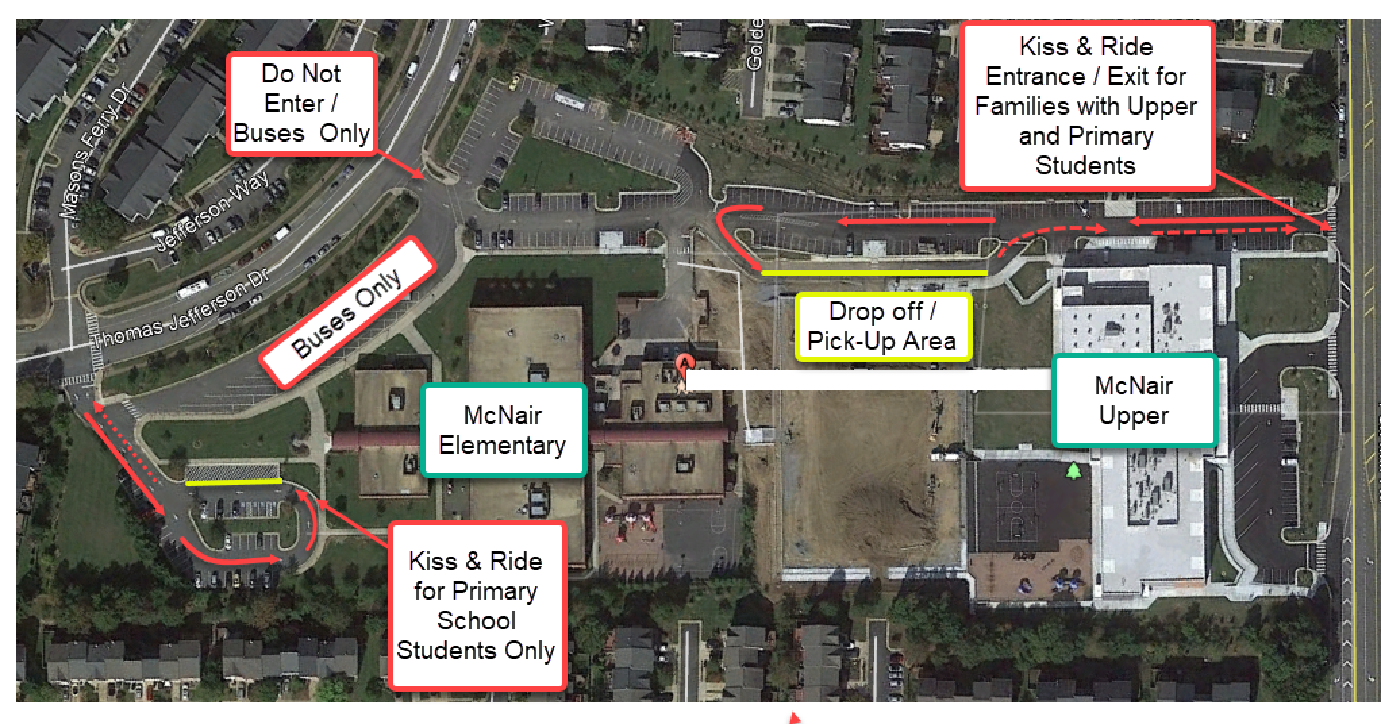 Do Not
Enter /
Buses Only
Kiss & Ride
Entrance / Exit for
Families with Upper
and Primary
Students
Golde
Masons Ferry Dr
Jefferson Way
Thomas Jefferson Dr
Buses Only
Drop off /
Pick-Up Area
A
McNair
Upper
McNair
Elementary
Kiss & Ride
for Primary
School
Students Only